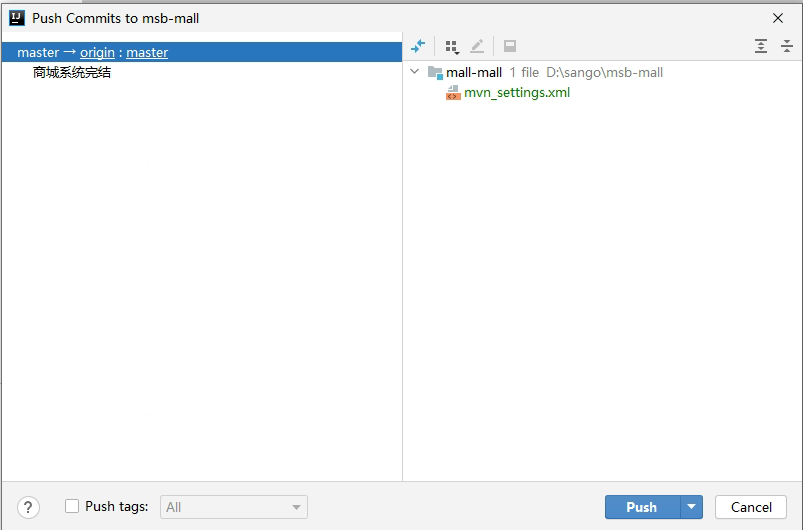 Push Commits to msb-mall
master → origin : master
商城系统完结
mall-mall 1 file D:\sango\msb-mall
mvn_settings.xml
? Push tags: All Push Cancel